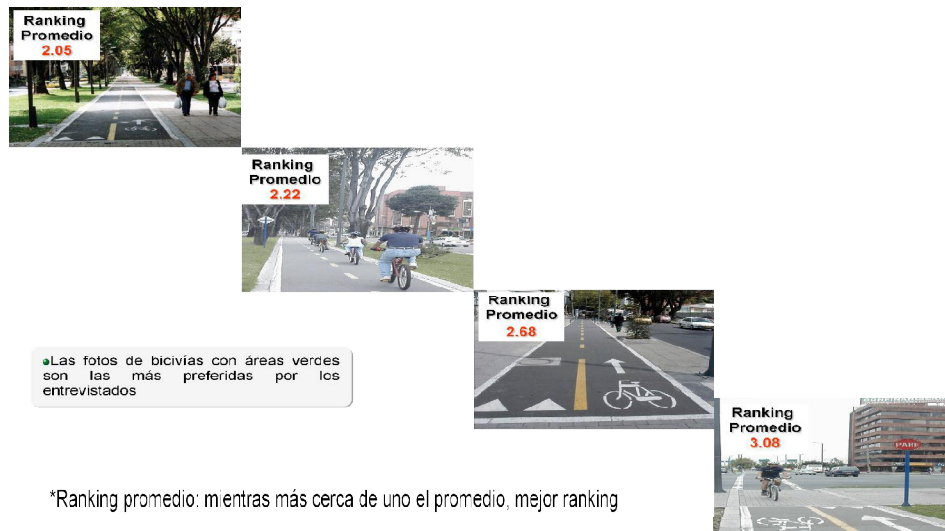 Ranking
Promedio
2.05
Ranking
Promedio
2.22
Ranking
Promedio
2.68
Las fotos de bicivías con áreas verdes
son las más preferidas por los
entrevistados
Ranking
Promedio
3.08
PARE
*Ranking promedio: mientras más cerca de uno el promedio, mejor ranking